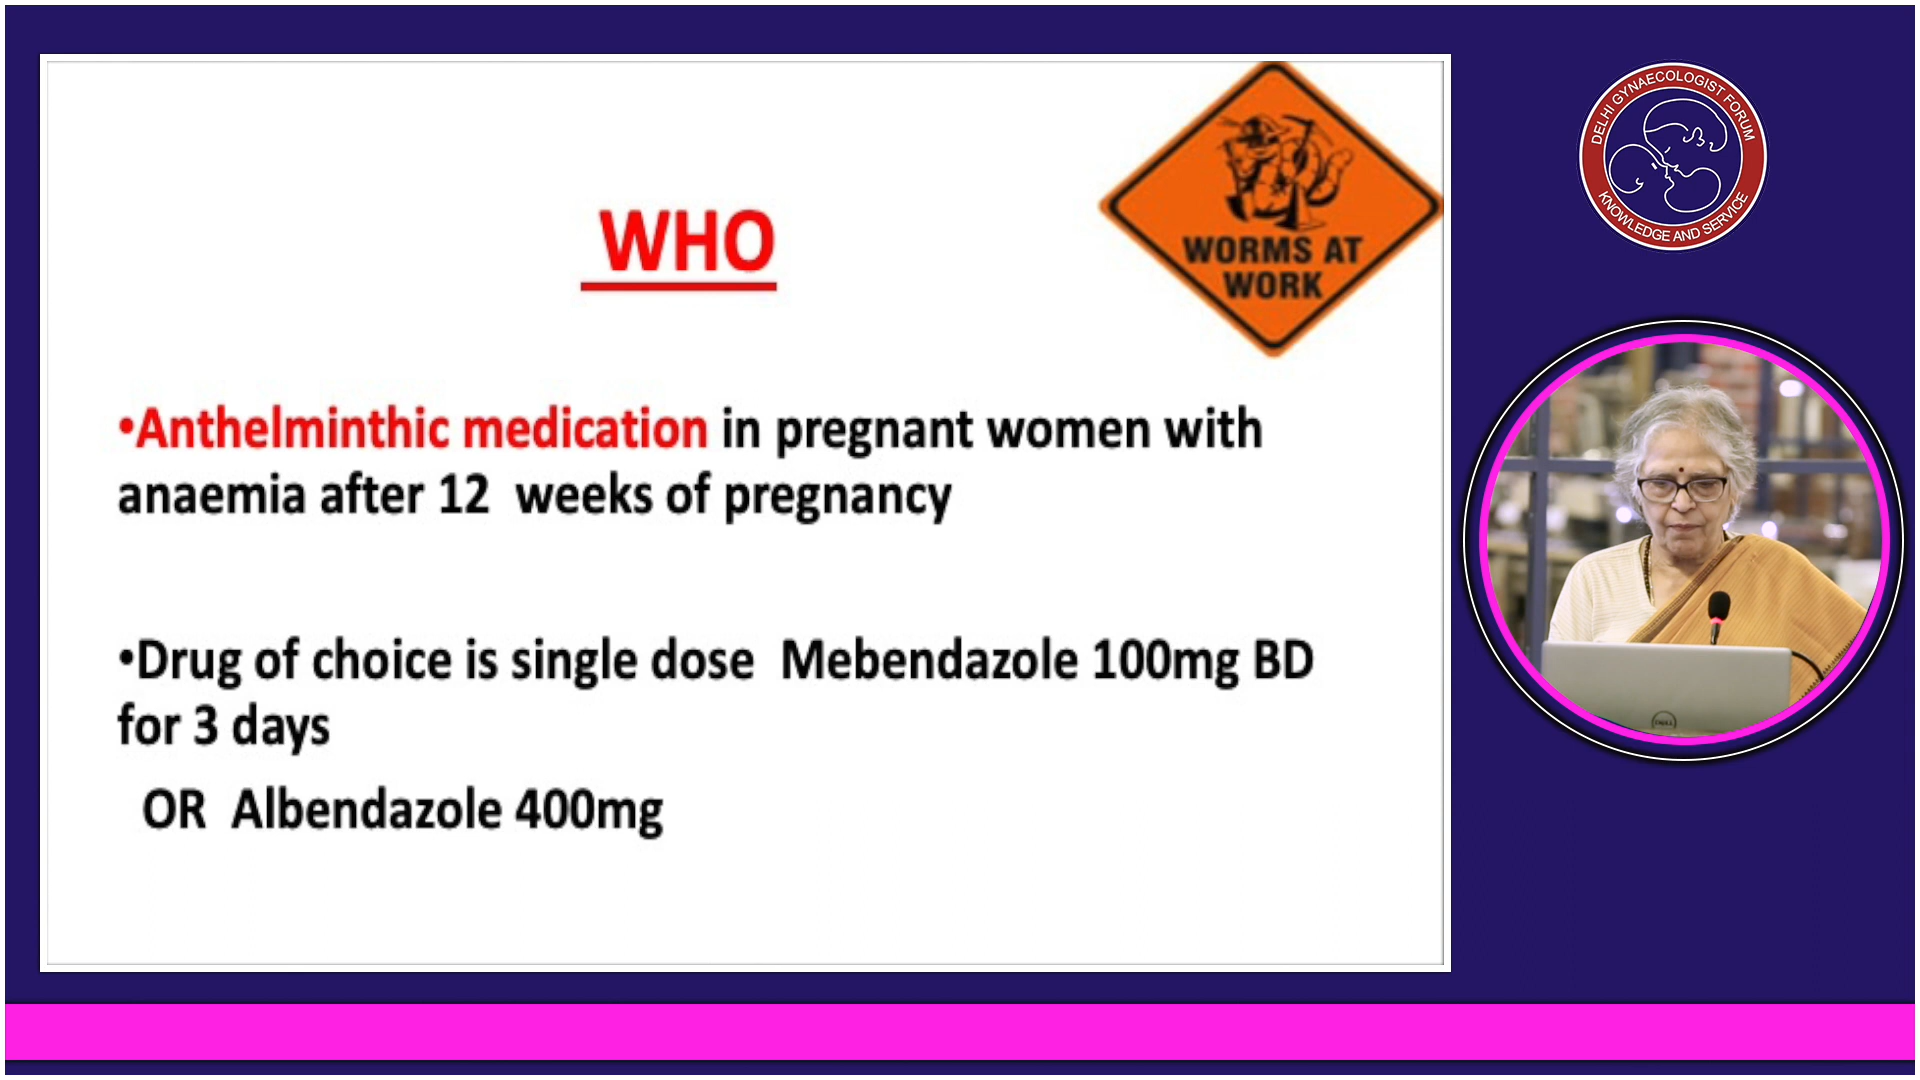 WHO
WORMS AT
WORK
•Anthelminthic medication in pregnant women with
anaemia after 12 weeks of pregnancy
•Drug of choice is single dose Mebendazole 100mg BD
for 3 days
OR Albendazole 400mg
DELHI GYNAECOLOGIST FORUM
KNOWLEDGE AND SERVICE
DELL